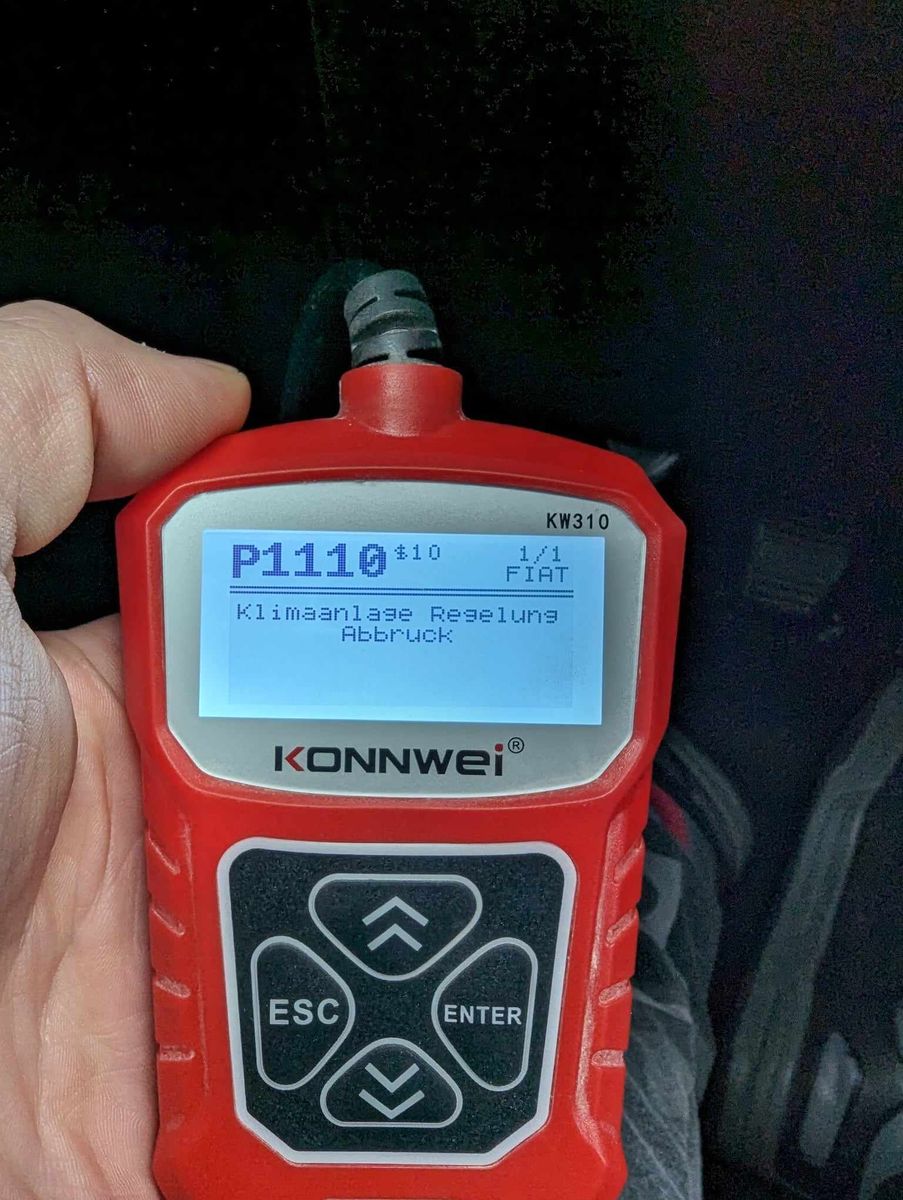 KW310
P1110 $10 1/1
FIAT
Klimaanlage Regelung
Abbruck
KONNWEI®
ESC
ENTER